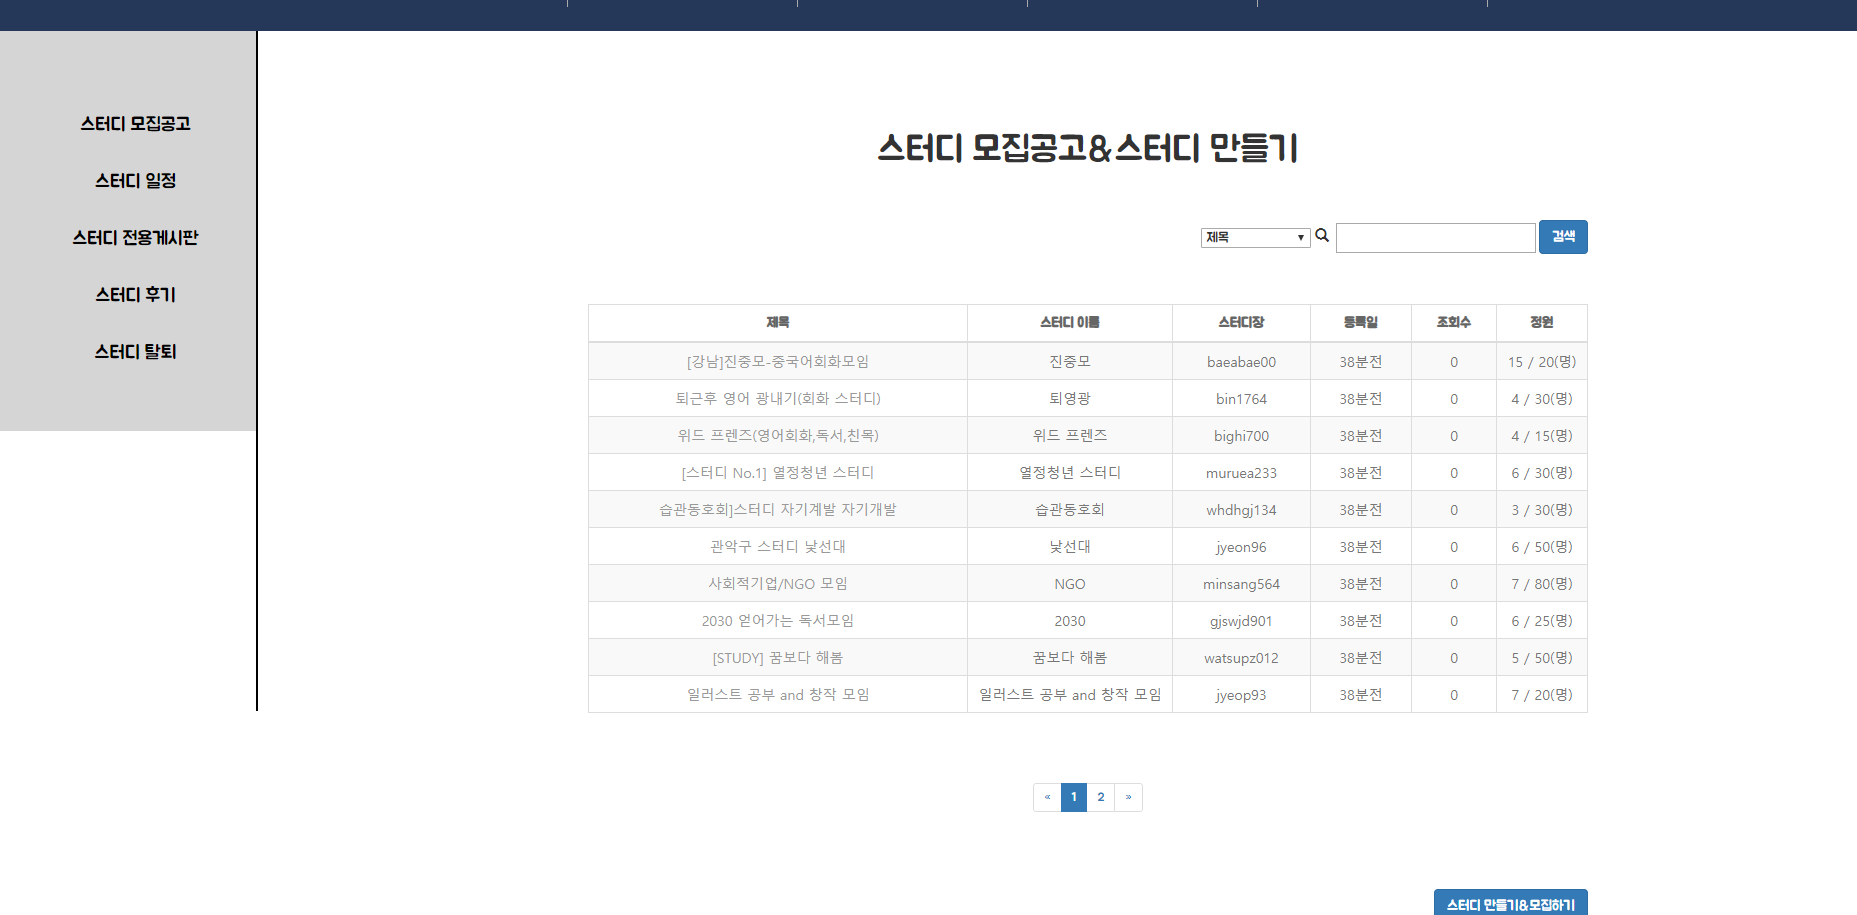 스터디 모집공고
스터디 일정
스터디 전용게시판
스터디 후기
스터디 탈퇴
스터디 모집공고&스터디 만들기
제목 ▼ 검색
제목 스터디 이름 스터디장 등록일 조회수 정원
[강남]진중모-중국어회화모임 진중모 baeabae00 38분전 0 15 / 20(명)
퇴근후 영어 광내기(회화 스터디) 퇴영광 bin1764 38분전 0 4 / 30(명)
위드 프렌즈(영어회화,독서,친목) 위드 프렌즈 bighi700 38분전 0 4 / 15(명)
[스터디 No.1] 열정청년 스터디 열정청년 스터디 muruea233 38분전 0 6 / 30(명)
습관동호회]스터디 자기계발 자기개발 습관동호회 whdhgj134 38분전 0 3 / 30(명)
관악구 스터디 낮선대 낮선대 jyeon96 38분전 0 6 / 50(명)
사회적기업/NGO 모임 NGO minsang564 38분전 0 7 / 80(명)
2030 얻어가는 독서모임 2030 gjswjd901 38분전 0 6 / 25(명)
[STUDY] 꿈보다 해봄 꿈보다 해봄 watsupz012 38분전 0 5 / 50(명)
일러스트 공부 and 창작 모임 일러스트 공부 and 창작 모임 jyeop93 38분전 0 7 / 20(명)
« 1 2 »
스터디 만들기&모집하기